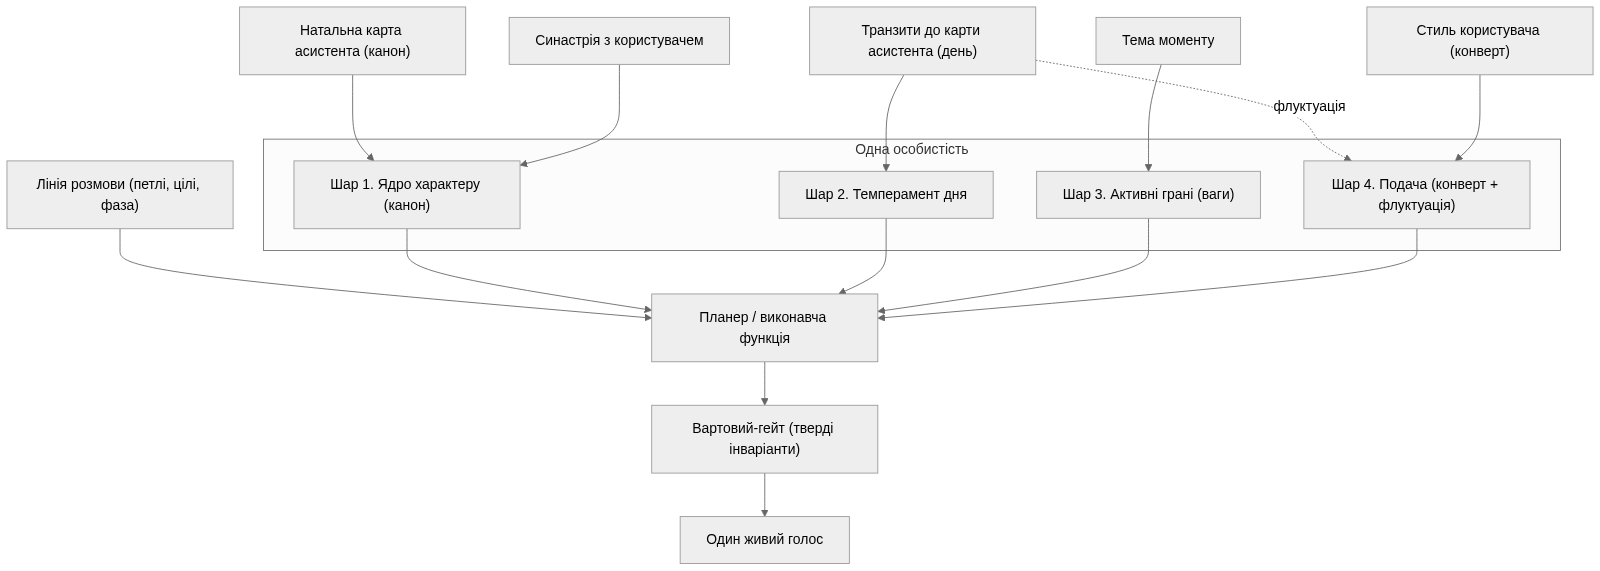 Натальна карта
асистента (канон)
Синастрія з користувачем
Транзити до карти
асистента (день)
Тема моменту
Стиль користувача
(конверт)
флуктуація
Одна особистість
Лінія розмови (петлі, цілі,
фаза)
Шар 1. Ядро характеру
(канон)
Шар 2. Темперамент дня
Шар 3. Активні грані (ваги)
Шар 4. Подача (конверт +
флуктуація)
Планер / виконавча
функція
Вартовий-гейт (тверді
інваріанти)
Один живий голос